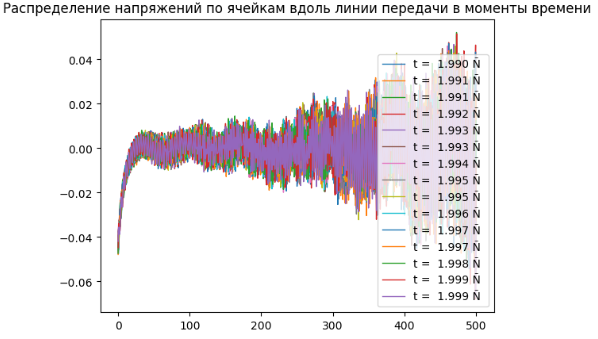 Распределение напряжений по ячейкам вдоль линии передачи в моменты времени
0.04
0.02
0.00
−0.02
−0.04
−0.06
0
100
200
300
400
500
t =  1.990 Ñ
t =  1.991 Ñ
t =  1.991 Ñ
t =  1.992 Ñ
t =  1.993 Ñ
t =  1.993 Ñ
t =  1.994 Ñ
t =  1.995 Ñ
t =  1.995 Ñ
t =  1.996 Ñ
t =  1.997 Ñ
t =  1.997 Ñ
t =  1.998 Ñ
t =  1.999 Ñ
t =  1.999 Ñ